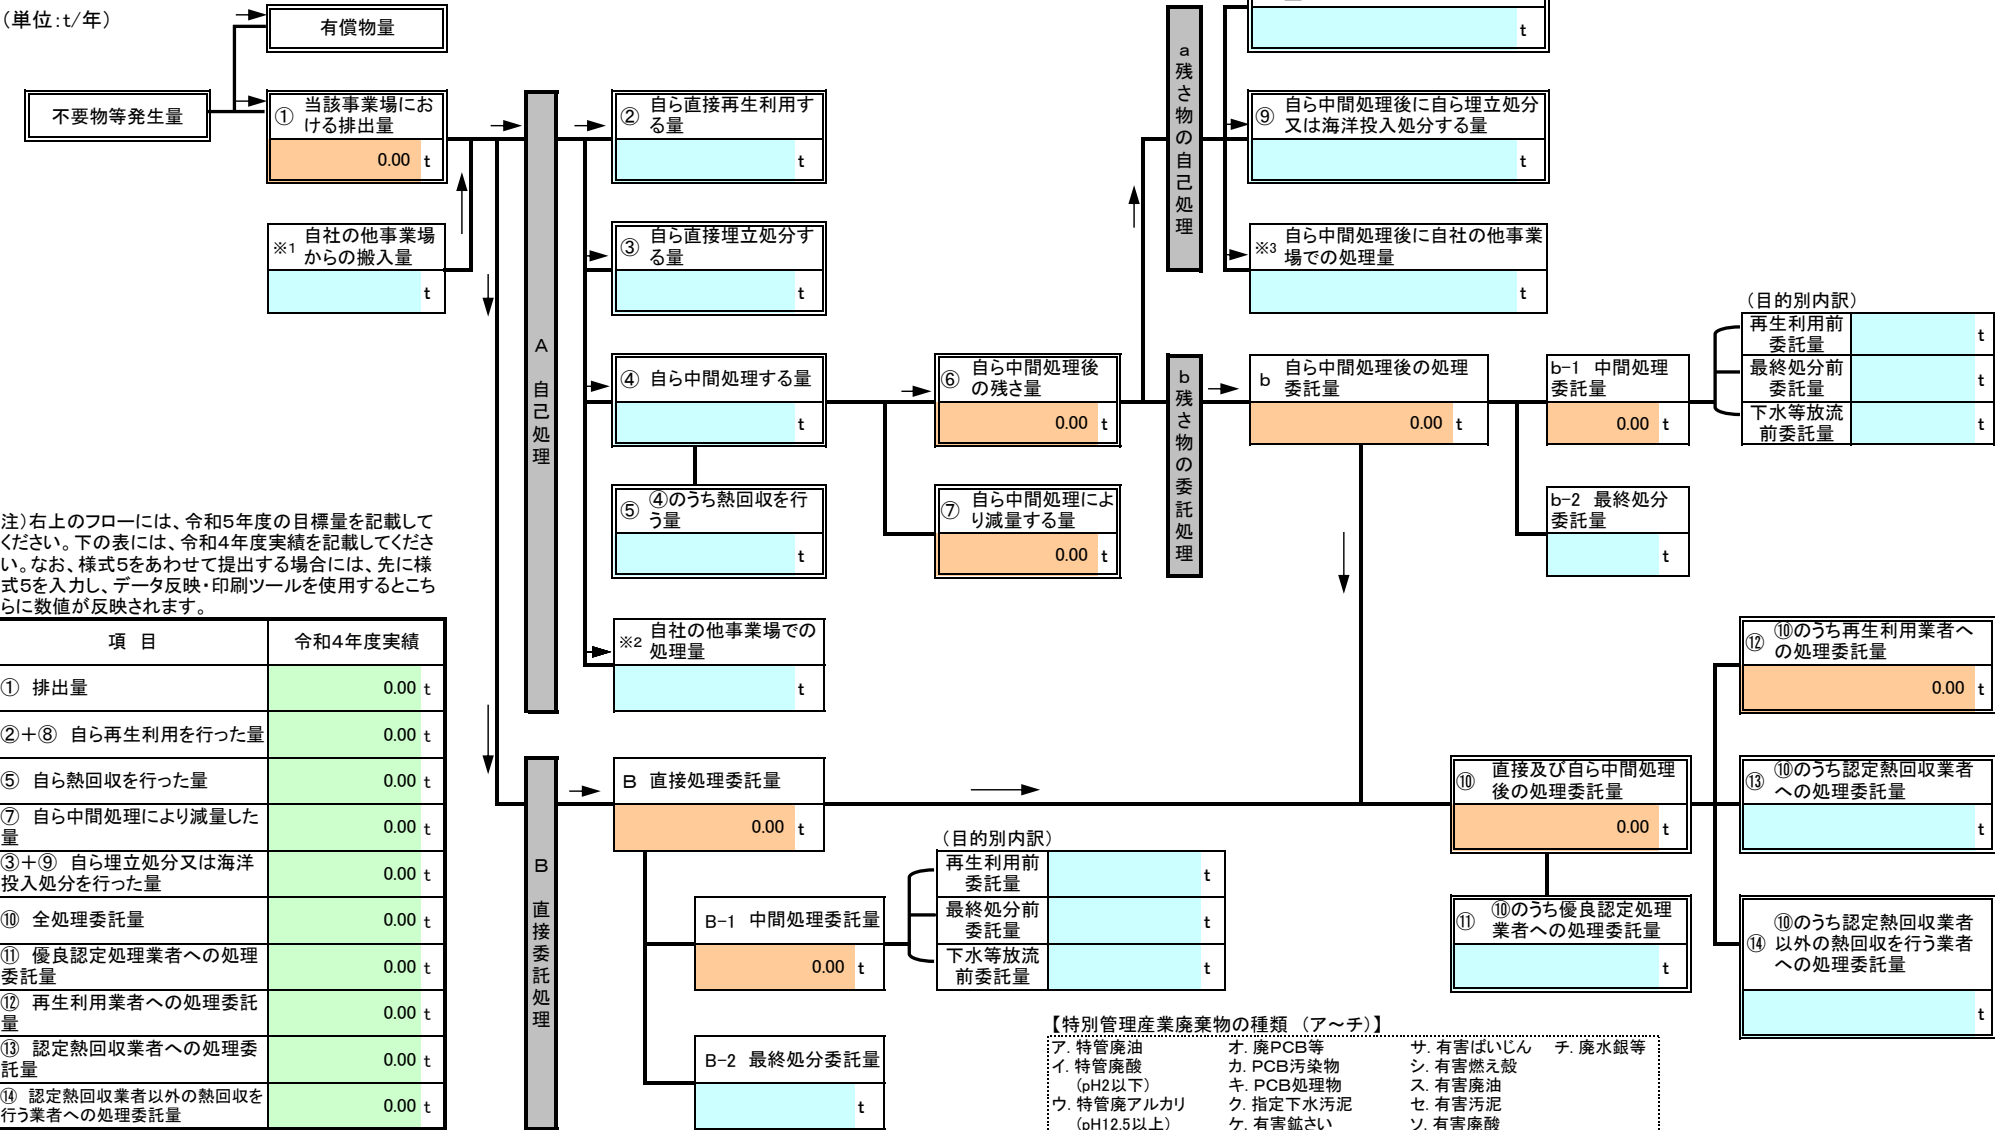 （単位：t/年）
有償物量
不要物等発生量
① 当該事業場にお
ける排出量
0.00 t
※1 自社の他事業場
からの搬入量
t
A 自己処理
② 自ら直接再生利用す
る量
t
③ 自ら直接埋立処分す
る量
t
④ 自ら中間処理する量
t
⑤ ④のうち熱回収を行
う量
t
※2 自社の他事業場での
処理量
t
⑥ 自ら中間処理後
の残さ量
0.00 t
⑦ 自ら中間処理によ
り減量する量
0.00 t
a 残さ物の自己処理
t
⑨ 自ら中間処理後に自ら埋立処分
又は海洋投入処分する量
t
※3 自ら中間処理後に自社の他事業
場での処理量
t
b 残さ物の委託処理
b 自ら中間処理後の処理
委託量
0.00 t
b-1 中間処理
委託量
0.00 t
（目的別内訳）
再生利用前
委託量
t
最終処分前
委託量
t
下水等放流
前委託量
t
b-2 最終処分
委託量
t
注）右上のフローには、令和５年度の目標量を記載して
ください。下の表には、令和４年度実績を記載してくださ
い。なお、様式５をあわせて提出する場合には、先に様
式５を入力し、データ反映・印刷ツールを使用するとこち
らに数値が反映されます。
項 目 令和４年度実績
① 排出量 0.00 t
②＋⑧ 自ら再生利用を行った量 0.00 t
⑤ 自ら熱回収を行った量 0.00 t
⑦ 自ら中間処理により減量した
量 0.00 t
③＋⑨ 自ら埋立処分又は海洋
投入処分を行った量 0.00 t
⑩ 全処理委託量 0.00 t
⑪ 優良認定処理業者への処理
委託量 0.00 t
⑫ 再生利用業者への処理委託
量 0.00 t
⑬ 認定熱回収業者への処理委
託量 0.00 t
⑭ 認定熱回収業者以外の熱回収を
行う業者への処理委託量 0.00 t
B 直接委託処理
B 直接処理委託量
0.00 t
B-1 中間処理委託量
0.00 t
（目的別内訳）
再生利用前
委託量
t
最終処分前
委託量
t
下水等放流
前委託量
t
B-2 最終処分委託量
t
⑩ 直接及び自ら中間処理
後の処理委託量
0.00 t
⑪ ⑩のうち優良認定処理
業者への処理委託量
t
⑫ ⑩のうち再生利用業者へ
の処理委託量
0.00 t
⑬ ⑩のうち認定熱回収業者
への処理委託量
t
⑭ ⑩のうち認定熱回収業者
以外の熱回収を行う業者
への処理委託量
t
【特別管理産業廃棄物の種類 （ア～チ）】
ア．特管廃油 オ．廃PCB等 サ．有害ばいじん チ．廃水銀等
イ．特管廃酸 カ．PCB汚染物 シ．有害燃え殻
（pH2以下） キ．PCB処理物 ス．有害廃油
ウ．特管廃アルカリ ク．指定下水汚泥 セ．有害汚泥
（pH12.5以上） ケ．有害鉱さい ソ．有害廃酸